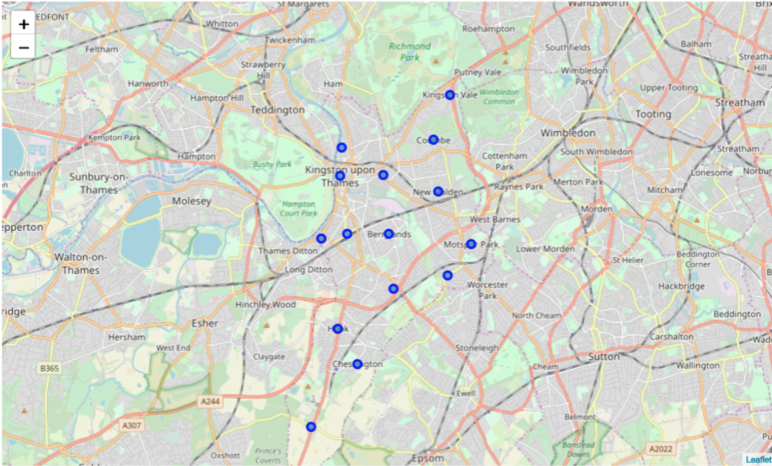 St Margarets
Wandsworth
EDFONT
Whitton
Roehampton
+
Twickenham
Richmond
Park
Southfields
Balham
Feltham
−
Strawberry
Hill
Putney Vale
Wimbledon
Park
Streatham
Hill
Hanworth
Ham
Upper Tooting
Hampton Hill
Kingston Vale
Wimbledon
Common
Streatham
Teddington
Tooting
Kempton Park
Wimbledon
Coombe
Hampton
Bushy Park
Cottenham
Park
South Wimbledon
Streatham
Charlton
Sunbury-on-
Thames
Kingston upon
Thames
Lonesome
Norbury
Raynes Park
Merton Park
Mitcham
Molesey
New Malden
Hampton
Court Park
Morden
pperton
West Barnes
Walton-on-
Thames
Thames Ditton
Berrylands
Motspur Park
Lower Morden
Beddington
Corner
Long Ditton
St Helier
Hackbridge
Worcester
Park
Hinchley Wood
ridge
Esher
North Cheam
Beddington
Hersham
Hook
Carshalton
West End
Claygate
Stoneleigh
Sutton
B365
Chessington
Cheam
Wallington
Ewell
A244
Belmont
A307
Prince's
Coverts
Banstead
Downs
A2022
Oxshott
Epsom
Leaflet